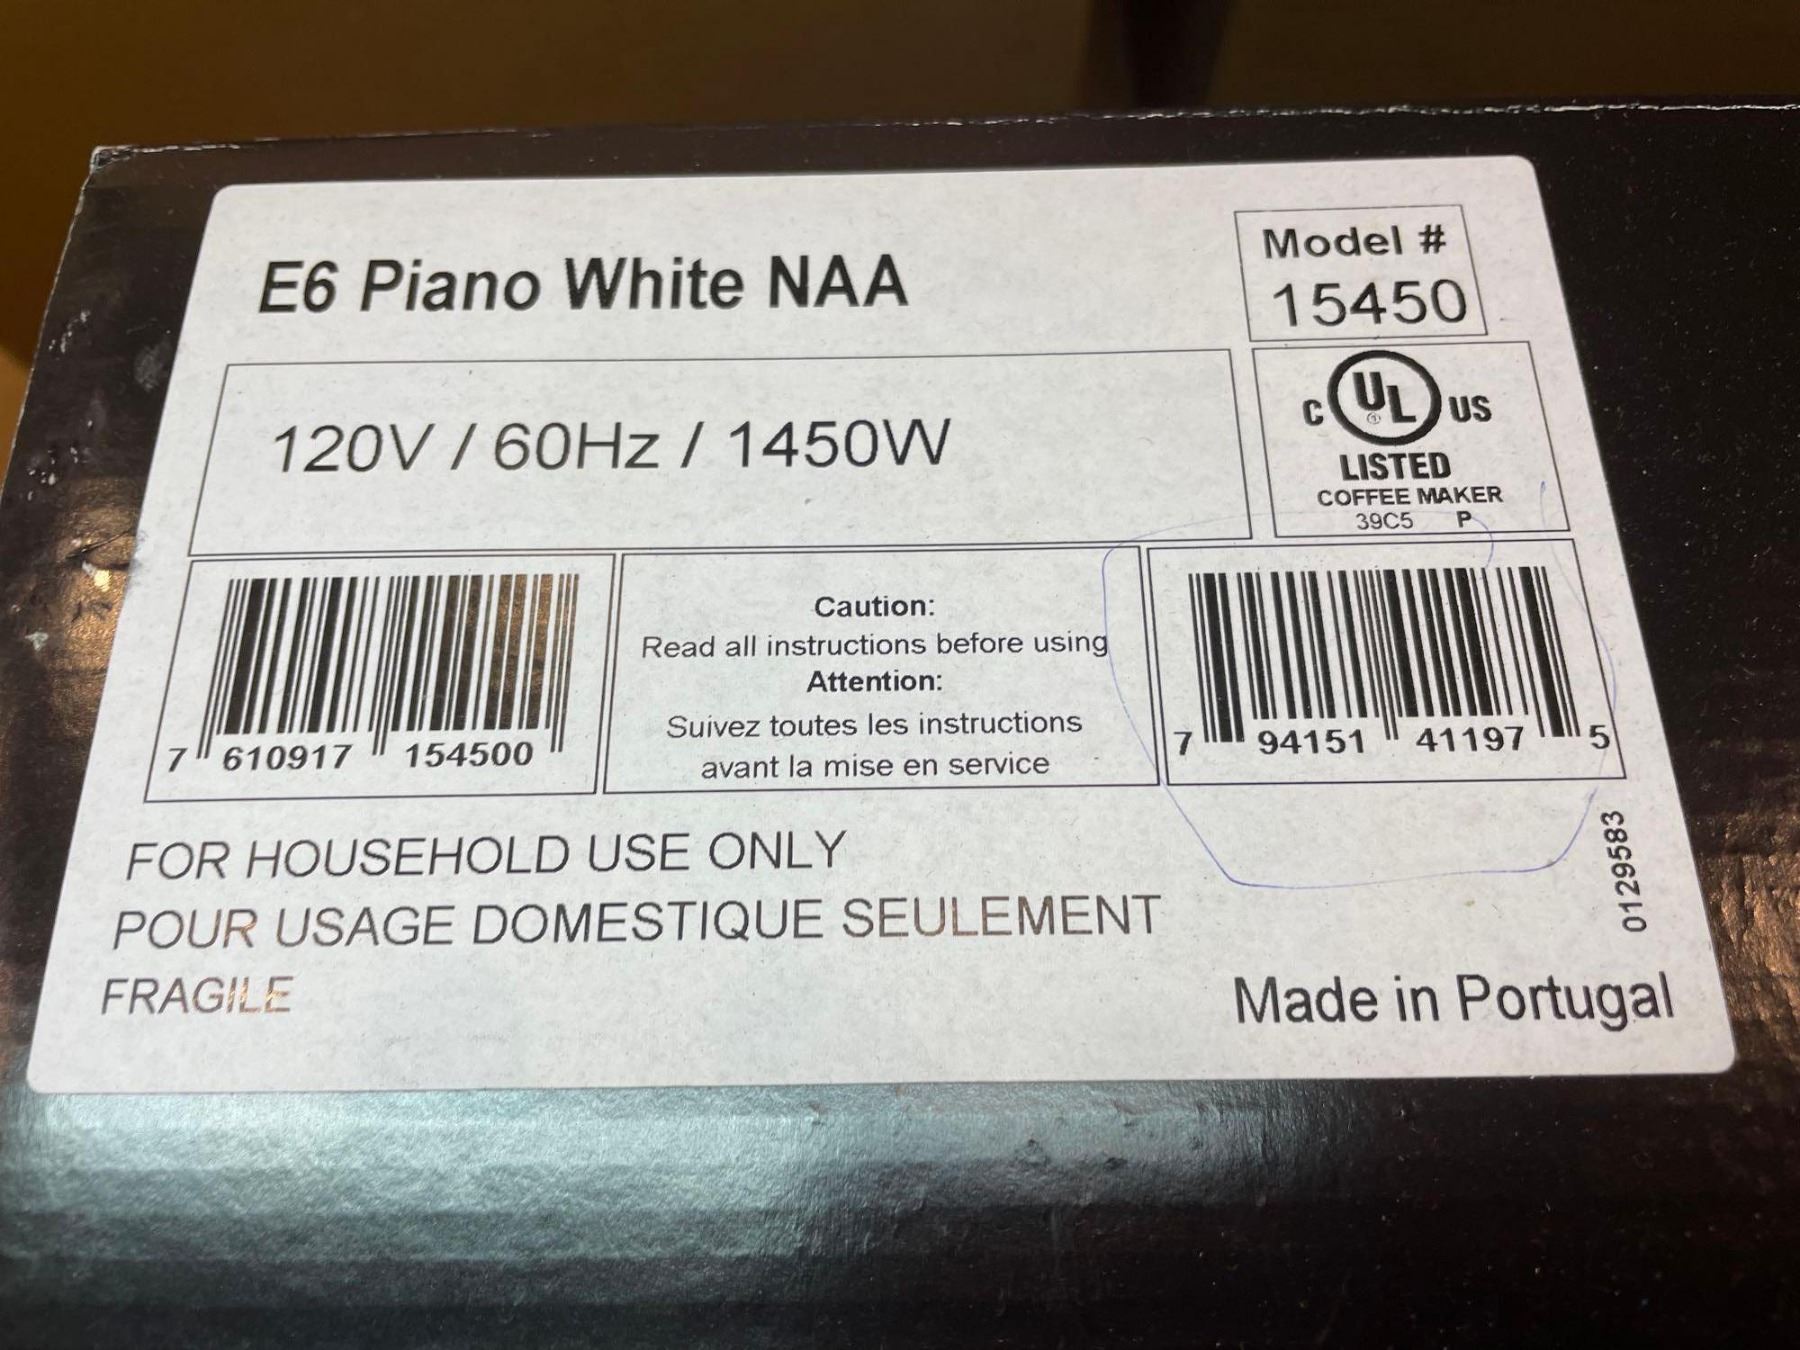 E6 Piano White NAA
Model #
15450
120V / 60Hz / 1450W
C UL US
LISTED
COFFEE MAKER
39C5 P
7 610917 154500
Caution:
Read all instructions before using
Attention:
Suivez toutes les instructions
avant la mise en service
7 94151 41197 5
FOR HOUSEHOLD USE ONLY
POUR USAGE DOMESTIQUE SEULEMENT
FRAGILE
0129583
Made in Portugal